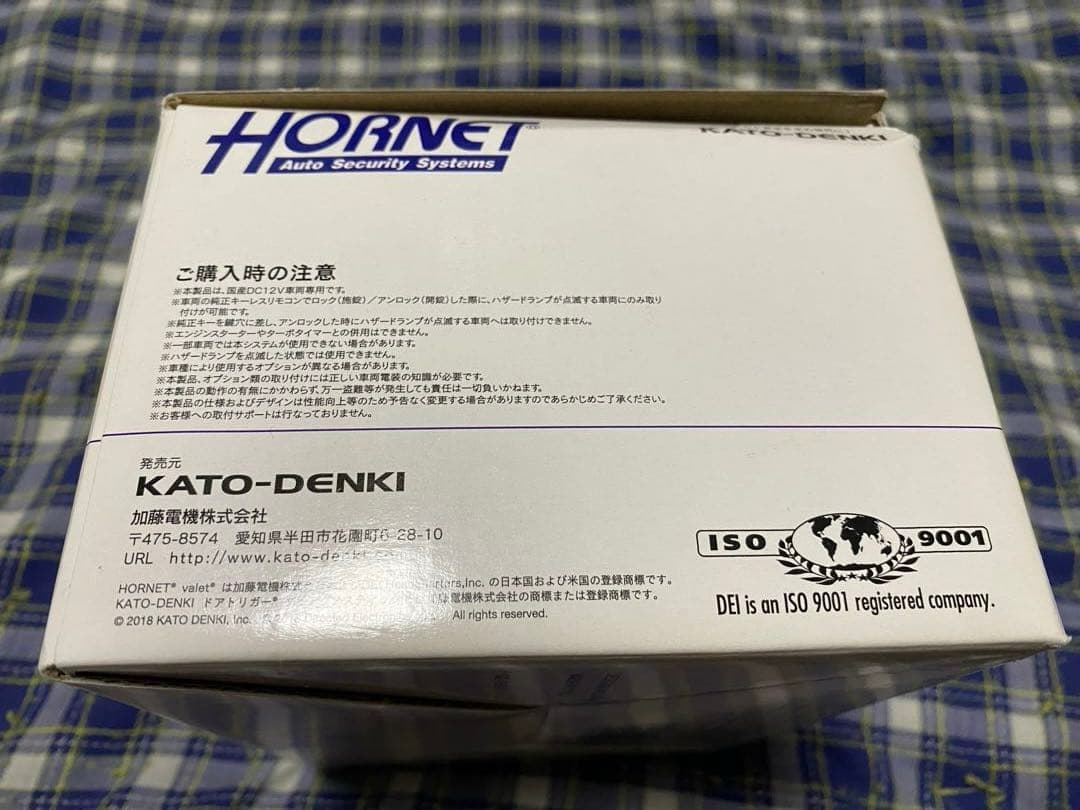 HORNET®
Auto Security Systems
KATO-DENKI
ご購入時の注意
※本製品は、国産DC12V車両専用です。
※車両の純正キーレスリモコンでロック(施錠)/アンロック(開錠)した際に、ハザードランプが点滅する車両にのみ取り
付けが可能です。
※純正キーを鍵穴に差し、アンロックした時にハザードランプが点滅する車両へは取り付けできません。
※エンジンスターターやターボタイマーとの併用はできません。
※一部車両では本システムが使用できない場合があります。
※ハザードランプを点滅した状態では使用できません。
※車種により使用するオプションが異なる場合があります。
※本製品、オプション類の取り付けには正しい車両電装の知識が必要です。
※本製品の動作の有無にかかわらず、万一盗難等が発生しても責任は一切負いかねます。
※本製品の仕様およびデザインは性能向上等のため予告なく変更する場合がありますのであらかじめご了承ください。
※お客様への取付サポートは行なっておりません。
発売元
KATO-DENKI
加藤電機株式会社
〒475-8574 愛知県半田市花園町6-28-10
URL http://www.kato-denki
ISO 9001
DEI is an ISO 9001 registered company.
HORNET® valet® は加藤電機株式 Inc. の日本国および米国の登録商標です。
KATO-DENKI ドアトリガー® は電機株式会社の商標または登録商標です。
© 2018 KATO DENKI, Inc. All rights reserved.